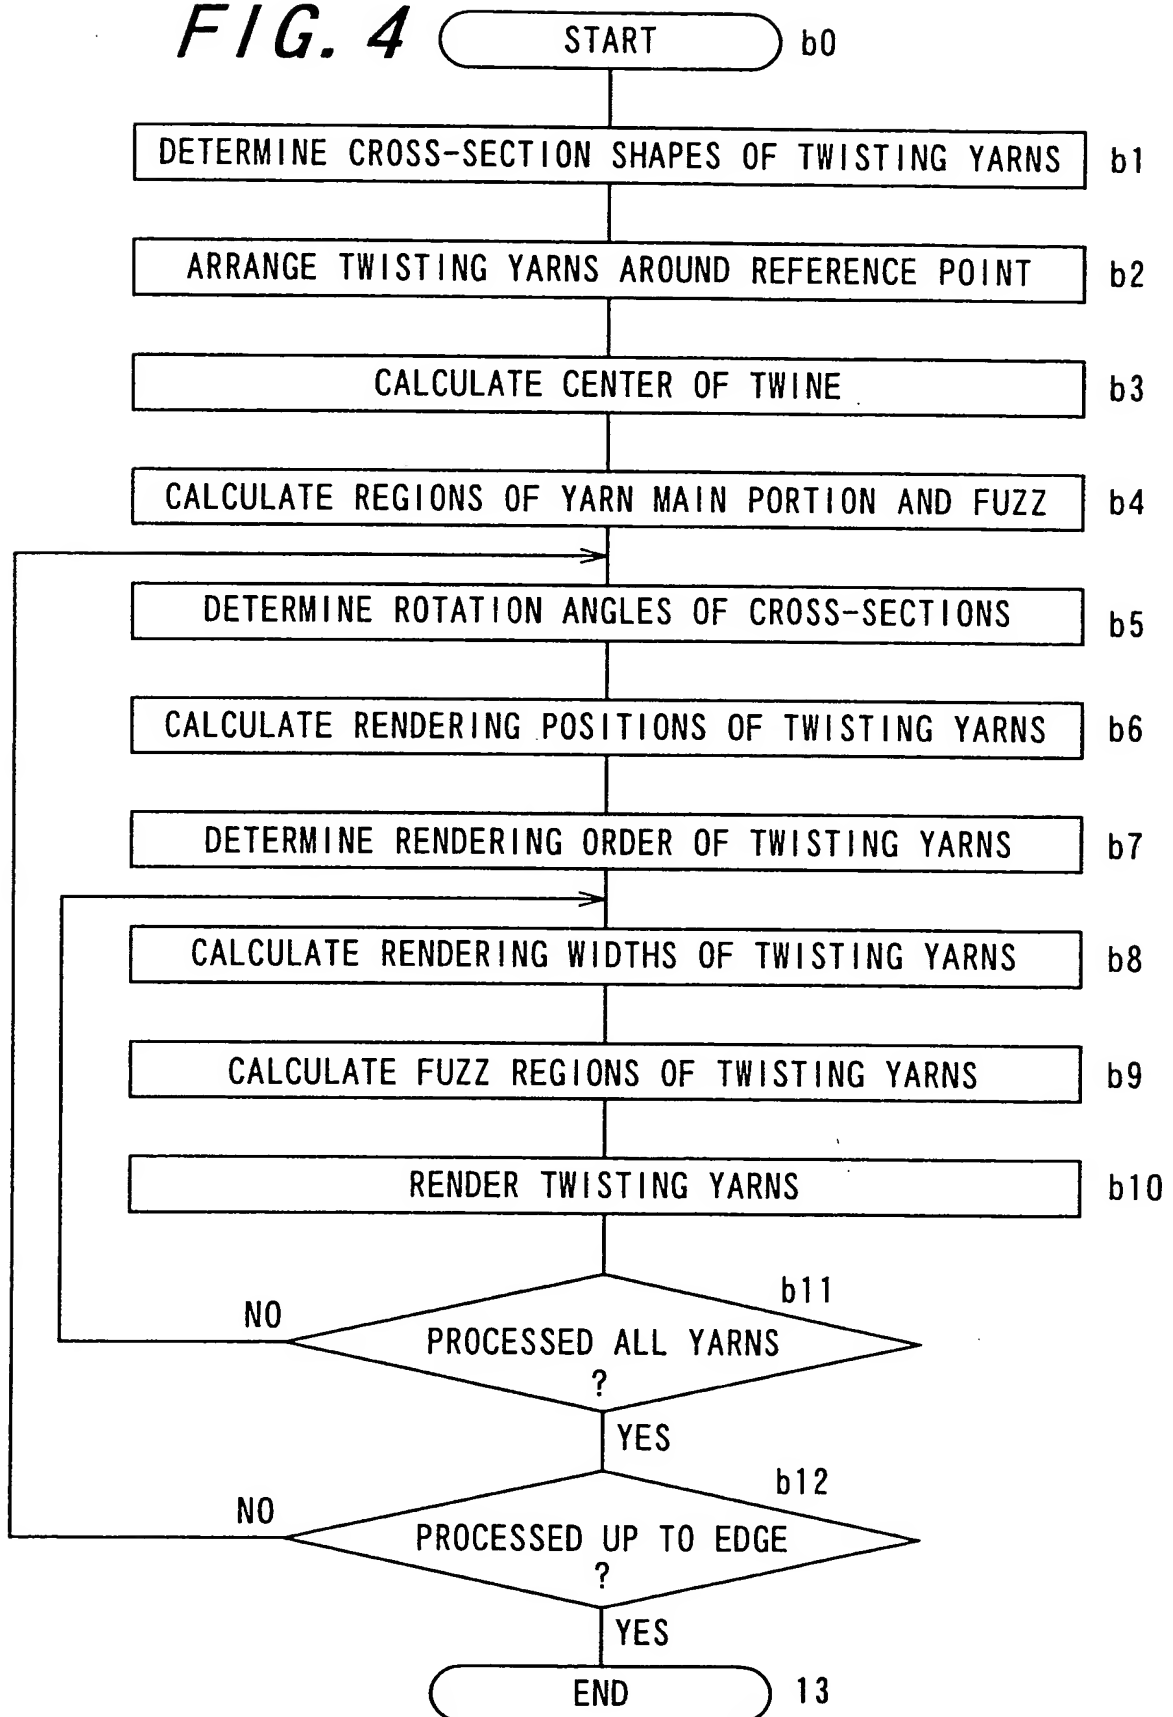 FIG. 4
START b0
DETERMINE CROSS-SECTION SHAPES OF TWISTING YARNS b1
ARRANGE TWISTING YARNS AROUND REFERENCE POINT b2
CALCULATE CENTER OF TWINE b3
CALCULATE REGIONS OF YARN MAIN PORTION AND FUZZ b4
DETERMINE ROTATION ANGLES OF CROSS-SECTIONS b5
CALCULATE RENDERING POSITIONS OF TWISTING YARNS b6
DETERMINE RENDERING ORDER OF TWISTING YARNS b7
CALCULATE RENDERING WIDTHS OF TWISTING YARNS b8
CALCULATE FUZZ REGIONS OF TWISTING YARNS b9
RENDER TWISTING YARNS b10
b11
NO
PROCESSED ALL YARNS
?
YES
b12
NO
PROCESSED UP TO EDGE
?
YES
END 13